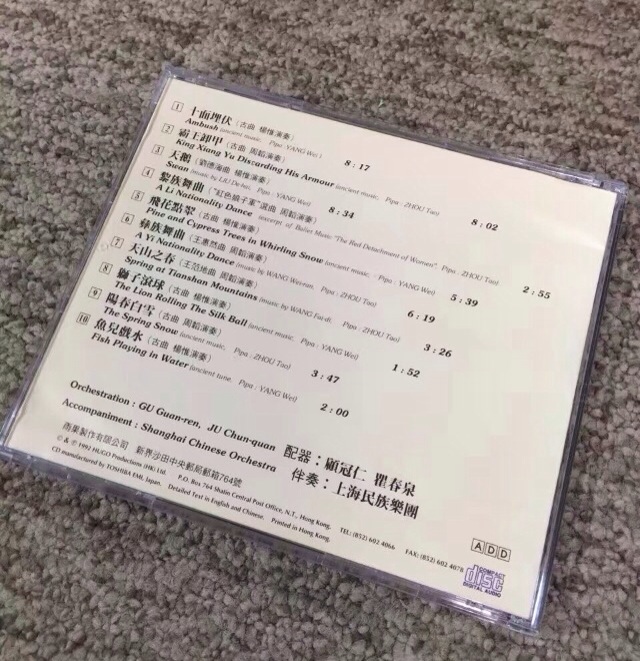 1 十面埋伏 (古曲 楊惟演奏)
Ambush (ancient music, Pipa : YANG Wei) 8 : 17
2 霸王卸甲 (古曲 周韜演奏)
King Xiang Yu Discarding His Armour (ancient music, Pipa : ZHOU Tao) 8 : 02
3 天鵝 (劉德海曲 楊惟演奏)
Swan (music by LIU De-hei, Pipa : YANG Wei) 8 : 34
4 黎族舞曲 ("紅色娘子軍"選曲 周韜演奏)
A Li Nationality Dance (excerpts of Ballet Music "The Red Detachment of Women", Pipa : ZHOU Tao) 2 : 55
5 飛花點翠 (古曲 楊惟演奏)
Pine and Cypress Trees in Whirling Snow (ancient music, Pipa : YANG Wei) 5 : 39
6 彝族舞曲 (王惠然曲 周韜演奏)
A Yi Nationality Dance (music by WANG Wei-ran, Pipa : ZHOU Tao) 6 : 19
7 天山之春 (王范地曲 周韜演奏)
Spring at Tianshan Mountains (music by WANG Fai-di, Pipa : ZHOU Tao) 3 : 26
8 獅子滾球 (古曲 楊惟演奏)
The Lion Rolling The Silk Ball (ancient music, Pipa : YANG Wei) 1 : 52
9 陽春白雪 (古曲 周韜演奏)
The Spring Snow (ancient music, Pipa : ZHOU Tao) 3 : 47
10 魚兒戲水 (古曲 楊惟演奏)
Fish Playing in Water (ancient tune, Pipa : YANG Wei) 2 : 00
Orchestration : GU Guan-ren, JU Chun-quan 配器：顧冠仁 瞿春泉
Accompaniment : Shanghai Chinese Orchestra 伴奏：上海民族樂團
雨果製作有限公司 新界沙田中央郵局郵箱764號
© & ℗ 1992 HUGO Productions (HK) Ltd. P.O. Box 764 Shatin Central Post Office, N.T., Hong Kong. TEL: (852) 602 4066 FAX: (852) 602 4078
CD manufactured by TOSHIBA EMI, Japan. Detailed Text in English and Chinese. Printed in Hong Kong.
ADD
COMPACT
disc
DIGITAL AUDIO